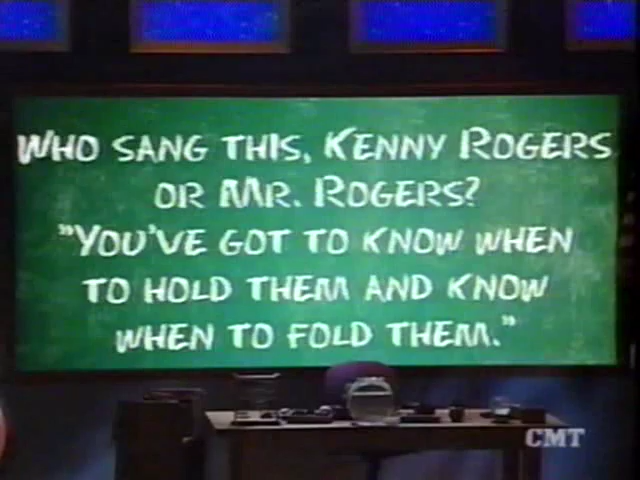 WHO SANG THIS, KENNY ROGERS
OR MR. ROGERS?
"YOU'VE GOT TO KNOW WHEN
TO HOLD THEM AND KNOW
WHEN TO FOLD THEM."
CMT